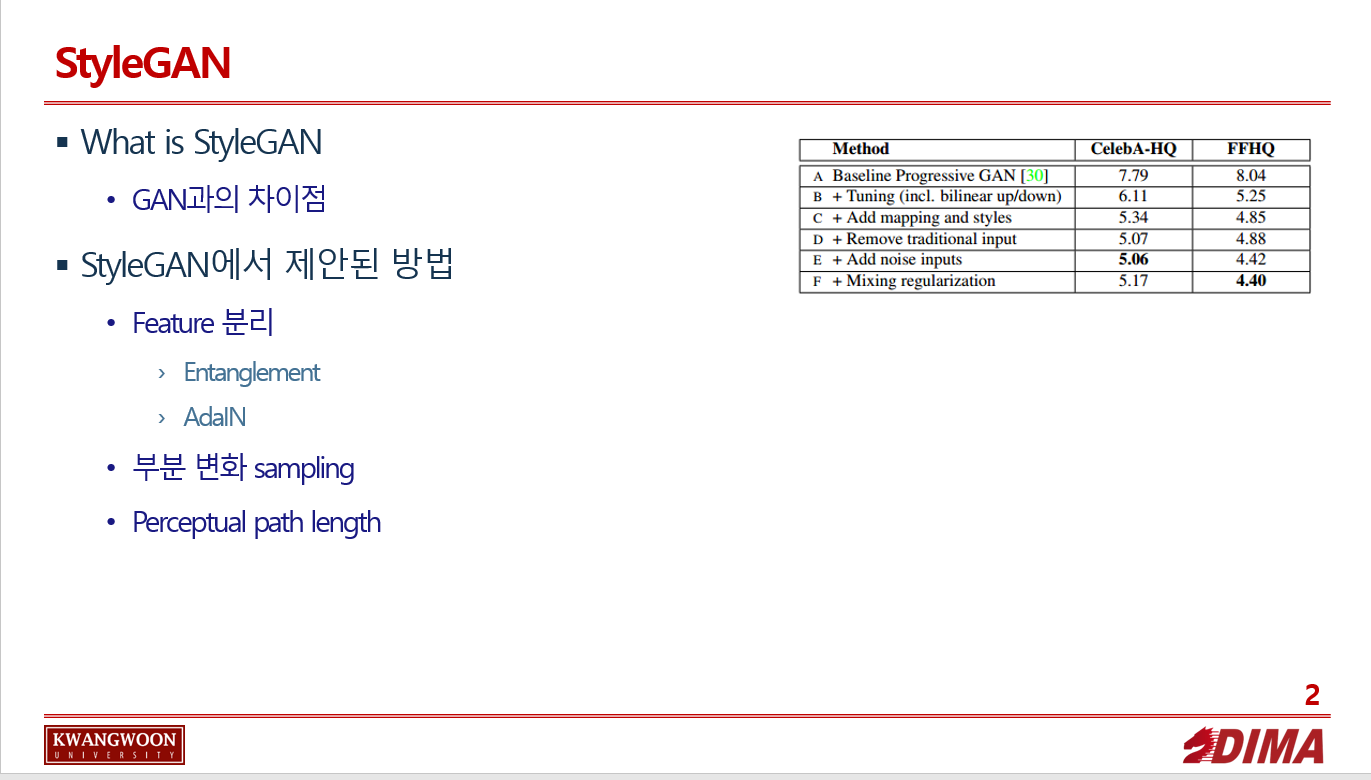 StyleGAN
▪ What is StyleGAN
• GAN과의 차이점
▪ StyleGAN에서 제안된 방법
• Feature 분리
› Entanglement
› AdaIN
• 부분 변화 sampling
• Perceptual path length
Method CelebA-HQ FFHQ
A Baseline Progressive GAN [30] 7.79 8.04
B + Tuning (incl. bilinear up/down) 6.11 5.25
C + Add mapping and styles 5.34 4.85
D + Remove traditional input 5.07 4.88
E + Add noise inputs 5.06 4.42
F + Mixing regularization 5.17 4.40
2
KWANGWOON
UNIVERSITY
DIMA